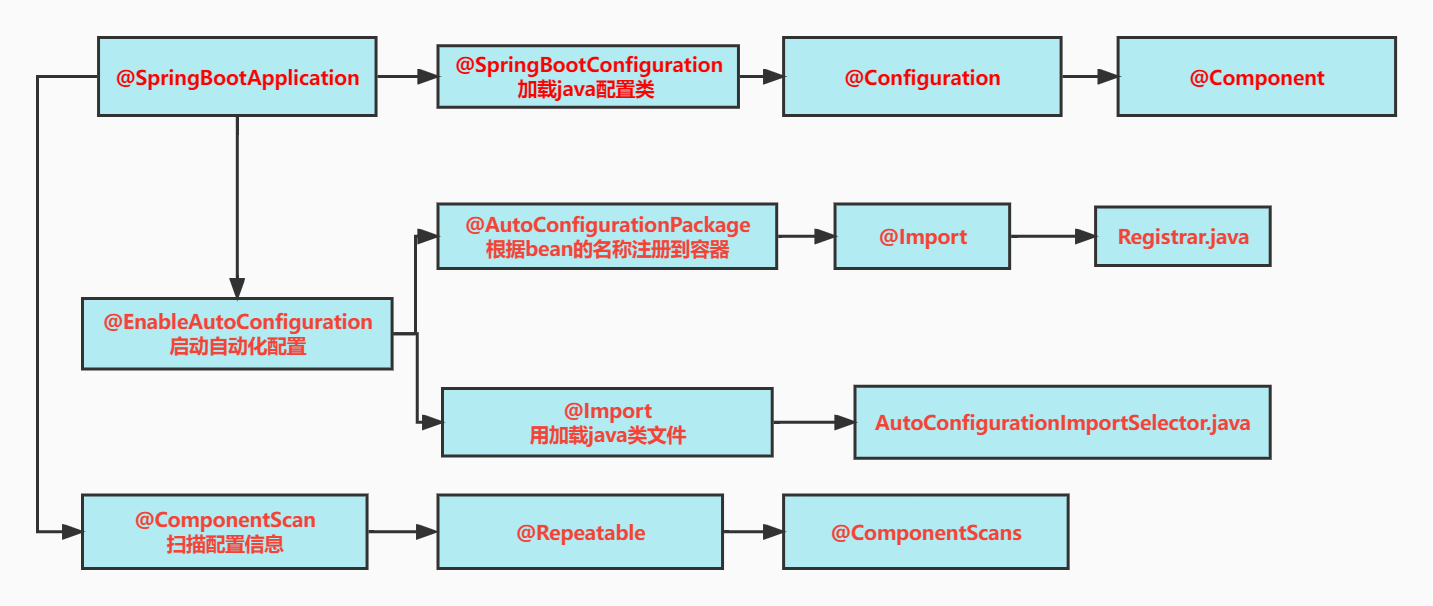 @SpringBootApplication
@SpringBootConfiguration
加载java配置类
@Configuration
@Component
@AutoConfigurationPackage
根据bean的名称注册到容器
@Import
Registrar.java
@EnableAutoConfiguration
启动自动化配置
@Import
用加载java类文件
AutoConfigurationImportSelector.java
@ComponentScan
扫描配置信息
@Repeatable
@ComponentScans